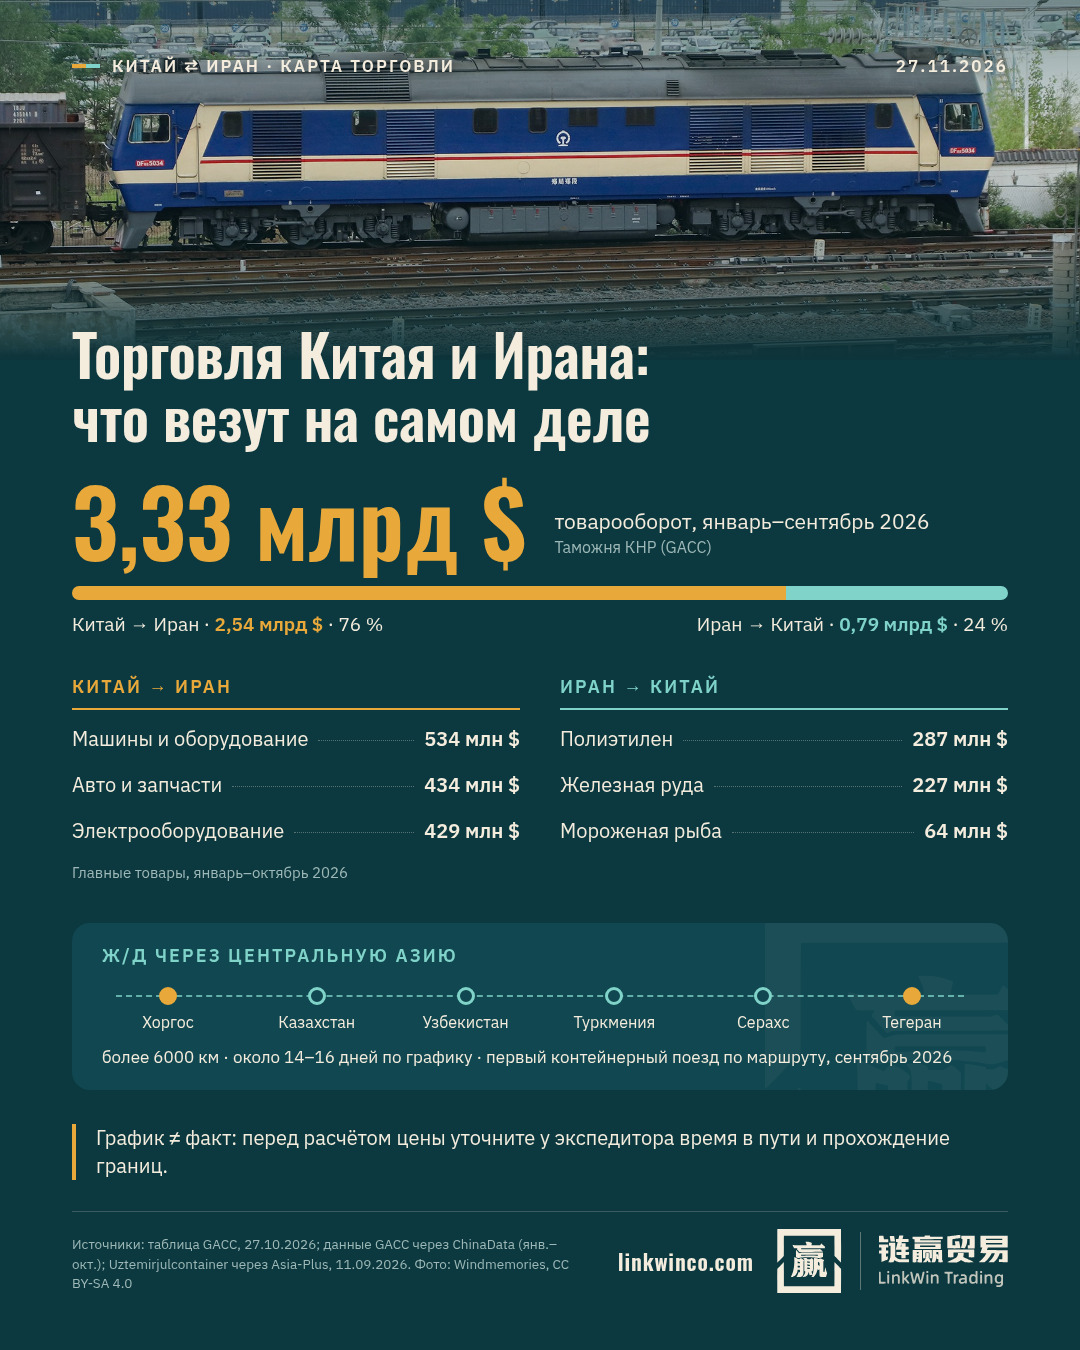 КИТАЙ ⇄ ИРАН · КАРТА ТОРГОВЛИ
27.11.2026
DF 5034
DF 5034
Торговля Китая и Ирана:
что везут на самом деле
3,33 млрд $
товарооборот, январь–сентябрь 2026
Таможня КНР (GACC)
Китай → Иран · 2,54 млрд $ · 76 %
Иран → Китай · 0,79 млрд $ · 24 %
КИТАЙ → ИРАН
Машины и оборудование 534 млн $
Авто и запчасти 434 млн $
Электрооборудование 429 млн $
Главные товары, январь–октябрь 2026
ИРАН → КИТАЙ
Полиэтилен 287 млн $
Железная руда 227 млн $
Мороженая рыба 64 млн $
Ж/Д ЧЕРЕЗ ЦЕНТРАЛЬНУЮ АЗИЮ
Хоргос Казахстан Узбекистан Туркмения Серахс Тегеран
более 6000 км · около 14–16 дней по графику · первый контейнерный поезд по маршруту, сентябрь 2026
График ≠ факт: перед расчётом цены уточните у экспедитора время в пути и прохождение
границ.
Источники: таблица GACC, 27.10.2026; данные GACC через ChinaData (янв.–
окт.); Uztemirjulcontainer через Asia-Plus, 11.09.2026. Фото: Windmemories, CC
BY-SA 4.0
linkwinco.com
赢
链赢贸易
LinkWin Trading